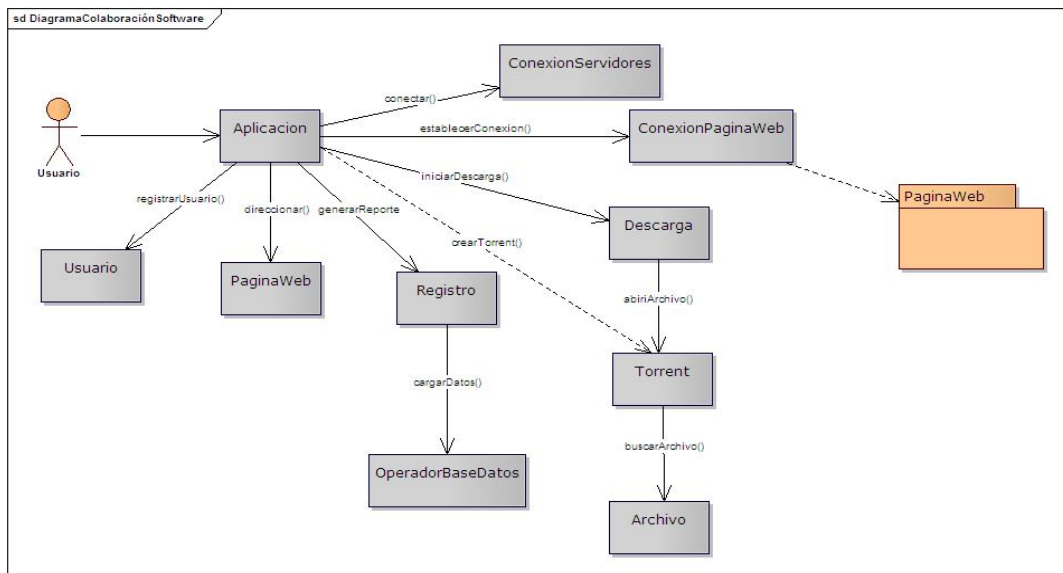 sd DiagramaColaboraciónSoftware
ConexionServidores
conectar()
Aplicacion
establecerConexion()
ConexionPaginaWeb
Usuario
iniciarDescarga()
registrarUsuario()
direccionar()
generarReporte
PaginaWeb
Descarga
crearTorrent()
Usuario
PaginaWeb
Registro
abiriArchivo()
Torrent
cargarDatos()
buscarArchivo()
OperadorBaseDatos
Archivo